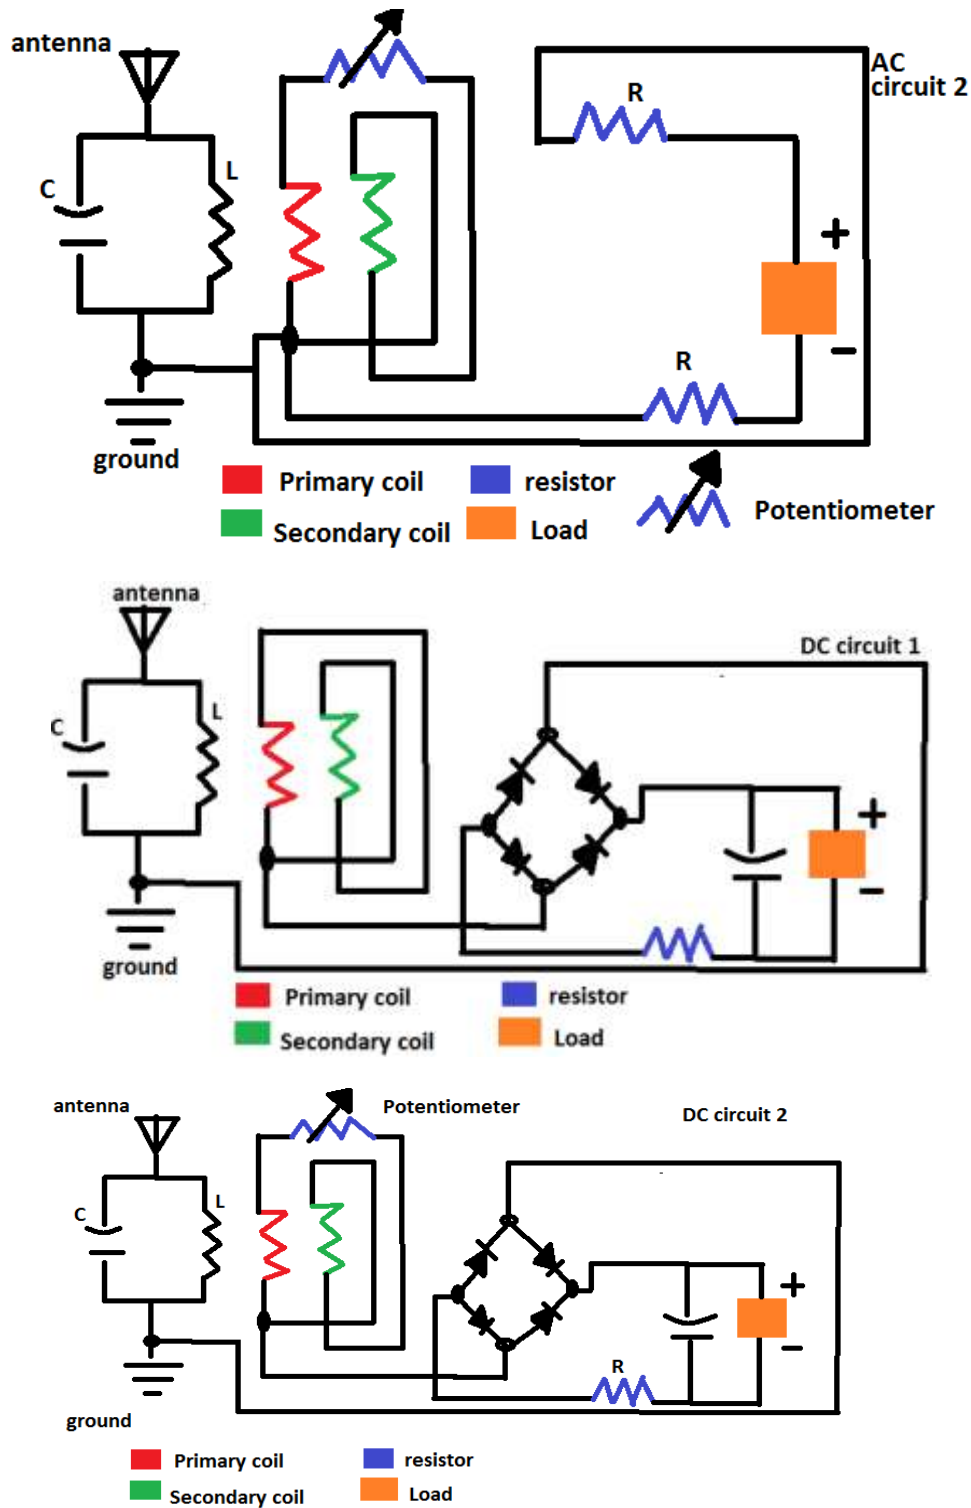 antenna
AC
circuit 2
R
L
C
+
−
R
ground
Primary coil
resistor
Secondary coil
Load
Potentiometer
antenna
DC circuit 1
C
L
+
−
ground
Primary coil
resistor
Secondary coil
Load
antenna
Potentiometer
DC circuit 2
C
L
+
−
R
ground
Primary coil
resistor
Secondary coil
Load